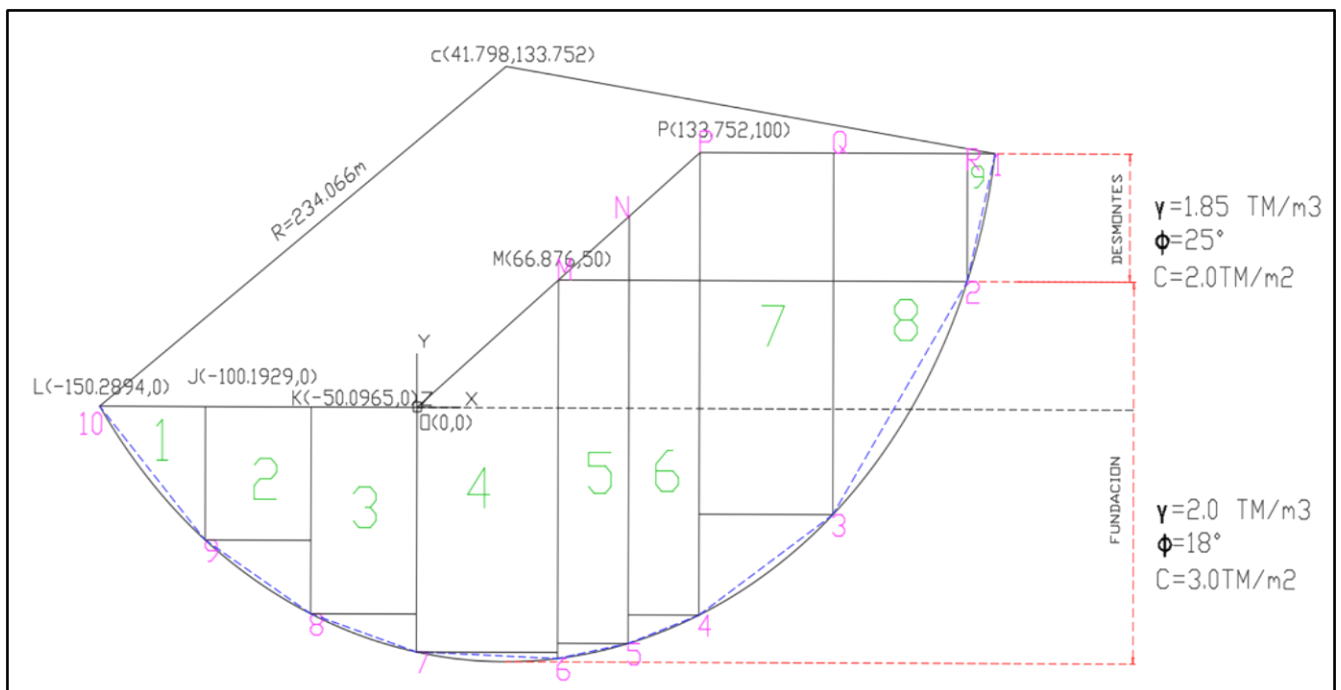 c(41.798,133.752)
R=234.066m
P(133.752,100)
P
Q
R
1
9
N
M(66.876,50)
M
2
7
8
DESMONTES
γ=1.85 TM/m3
ϕ=25°
C=2.0TM/m2
Y
L(-150.2894,0)
J(-100.1929,0)
K(-50.0965,0)
Z
X
O(0,0)
10
1
2
3
4
5
6
9
8
7
6
5
4
3
FUNDACION
γ=2.0 TM/m3
ϕ=18°
C=3.0TM/m2